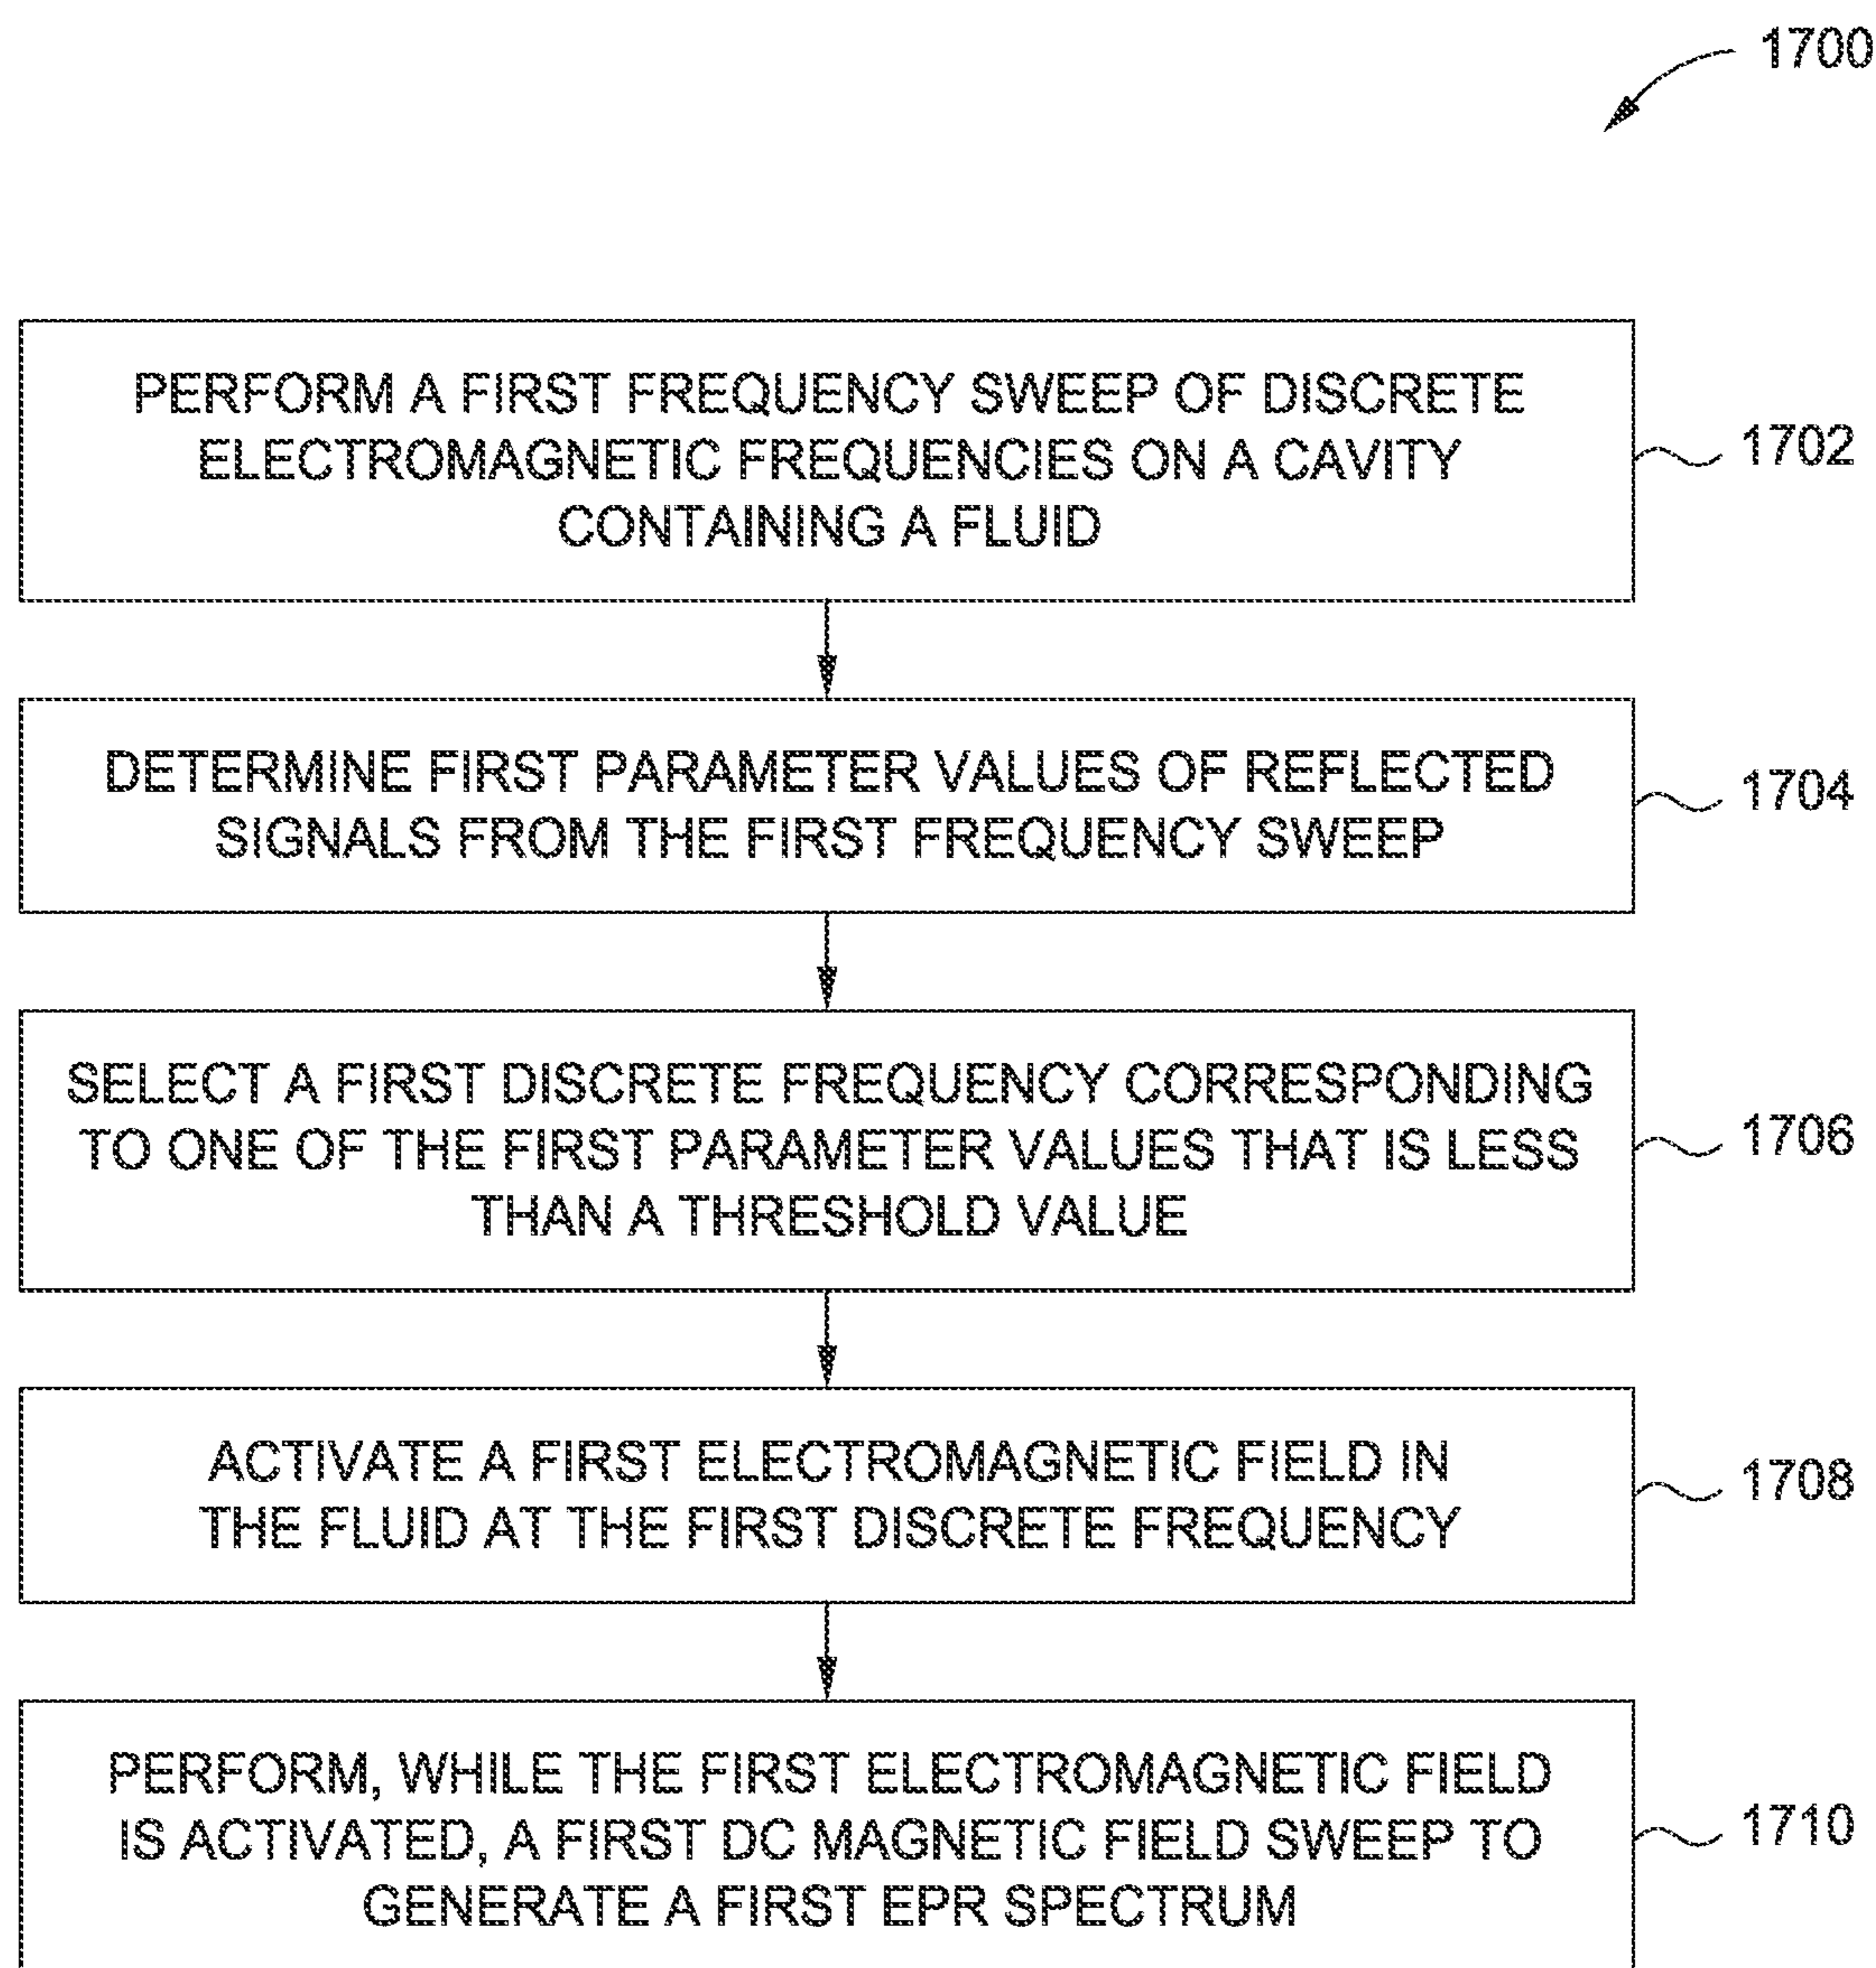 1700
PERFORM A FIRST FREQUENCY SWEEP OF DISCRETE
ELECTROMAGNETIC FREQUENCIES ON A CAVITY
CONTAINING A FLUID
1702
DETERMINE FIRST PARAMETER VALUES OF REFLECTED
SIGNALS FROM THE FIRST FREQUENCY SWEEP
1704
SELECT A FIRST DISCRETE FREQUENCY CORRESPONDING
TO ONE OF THE FIRST PARAMETER VALUES THAT IS LESS
THAN A THRESHOLD VALUE
1706
ACTIVATE A FIRST ELECTROMAGNETIC FIELD IN
THE FLUID AT THE FIRST DISCRETE FREQUENCY
1708
PERFORM, WHILE THE FIRST ELECTROMAGNETIC FIELD
IS ACTIVATED, A FIRST DC MAGNETIC FIELD SWEEP TO
GENERATE A FIRST EPR SPECTRUM
1710